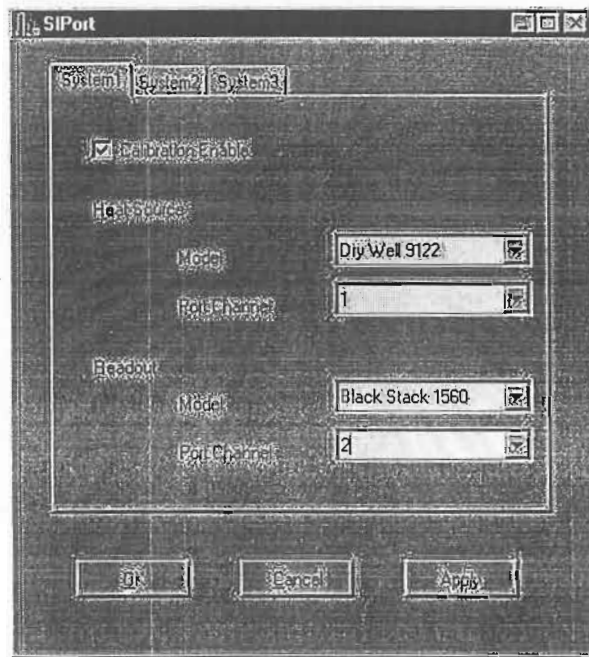 SIPort
System1 System2 System3
Calibration Enable
Heat Source
Model Dry Well 9122
Port Channel 1
Readout
Model Black Stack 1560
Port Channel 2
OK Cancel Apply